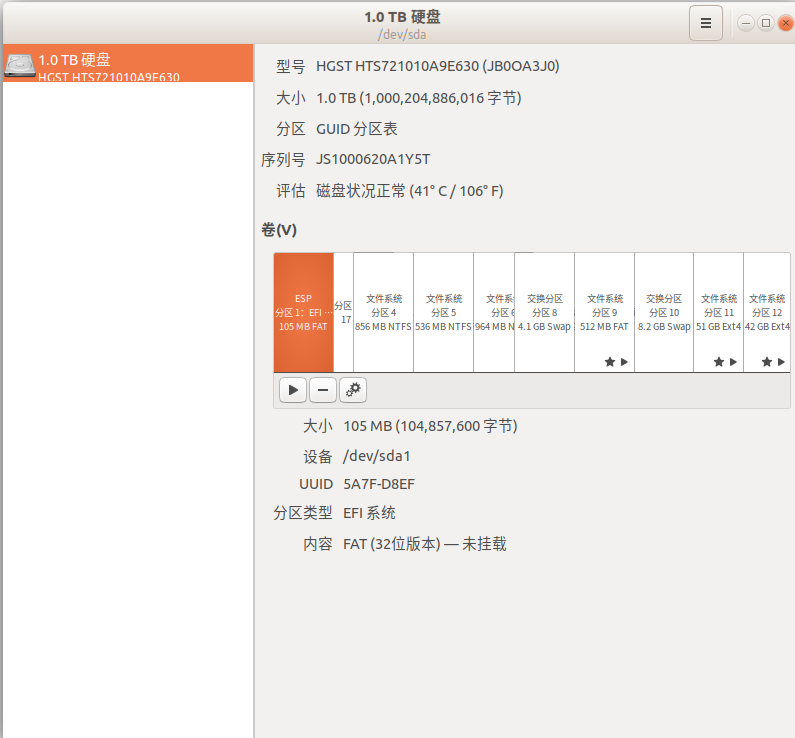 1.0 TB 硬盘
/dev/sda
1.0 TB 硬盘
HGST HTS721010A9E630
型号 HGST HTS721010A9E630 (JB0OA3J0)
大小 1.0 TB (1,000,204,886,016 字节)
分区 GUID 分区表
序列号 JS1000620A1Y5T
评估 磁盘状况正常 (41° C / 106° F)
卷(V)
ESP
分区 1：EFI …
105 MB FAT
分区
17
文件系统
分区 4
856 MB NTFS
文件系统
分区 5
536 MB NTFS
文件系
分区 6
964 MB N
交换分区
分区 8
4.1 GB Swap
文件系统
分区 9
512 MB FAT
交换分区
分区 10
8.2 GB Swap
文件系统
分区 11
51 GB Ext4
文件系统
分区 12
42 GB Ext4
大小 105 MB (104,857,600 字节)
设备 /dev/sda1
UUID 5A7F-D8EF
分区类型 EFI 系统
内容 FAT (32位版本) — 未挂载